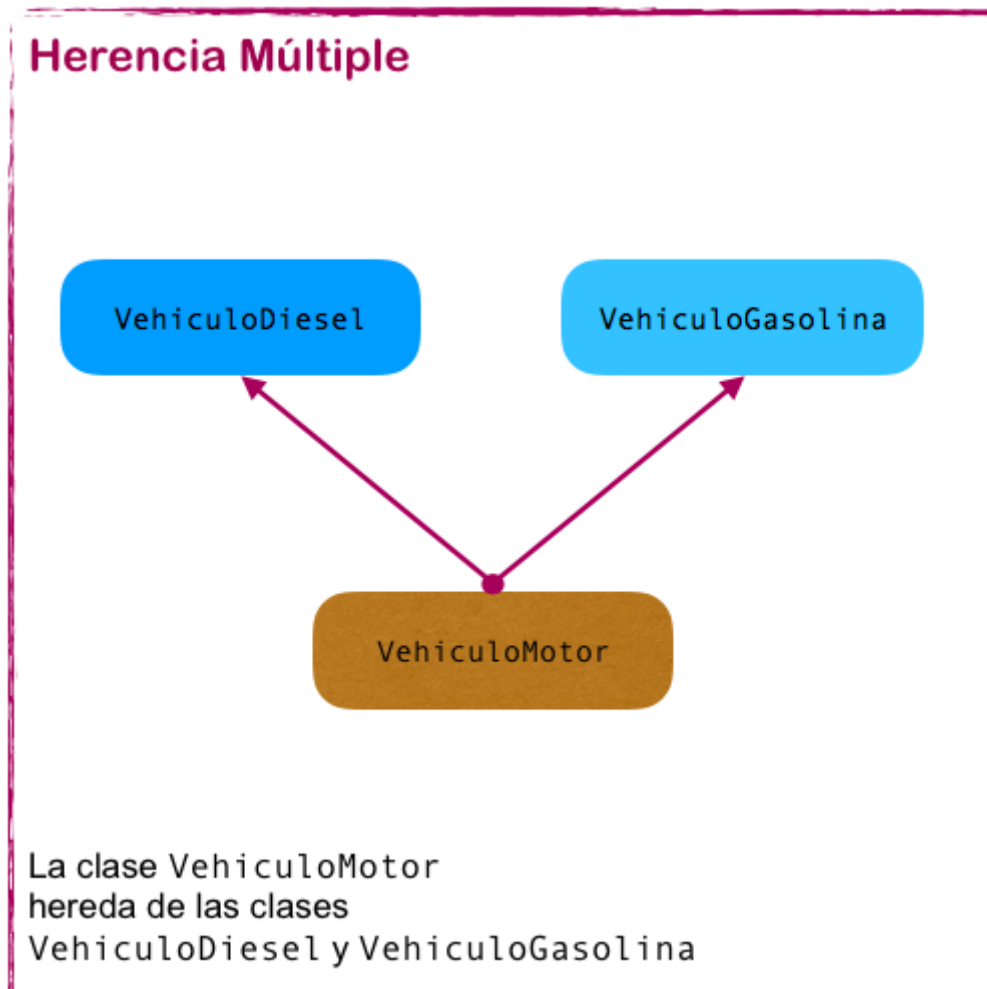 Herencia Múltiple
VehiculoDiesel
VehiculoGasolina
VehiculoMotor
La clase VehiculoMotor
hereda de las clases
VehiculoDiesel y VehiculoGasolina